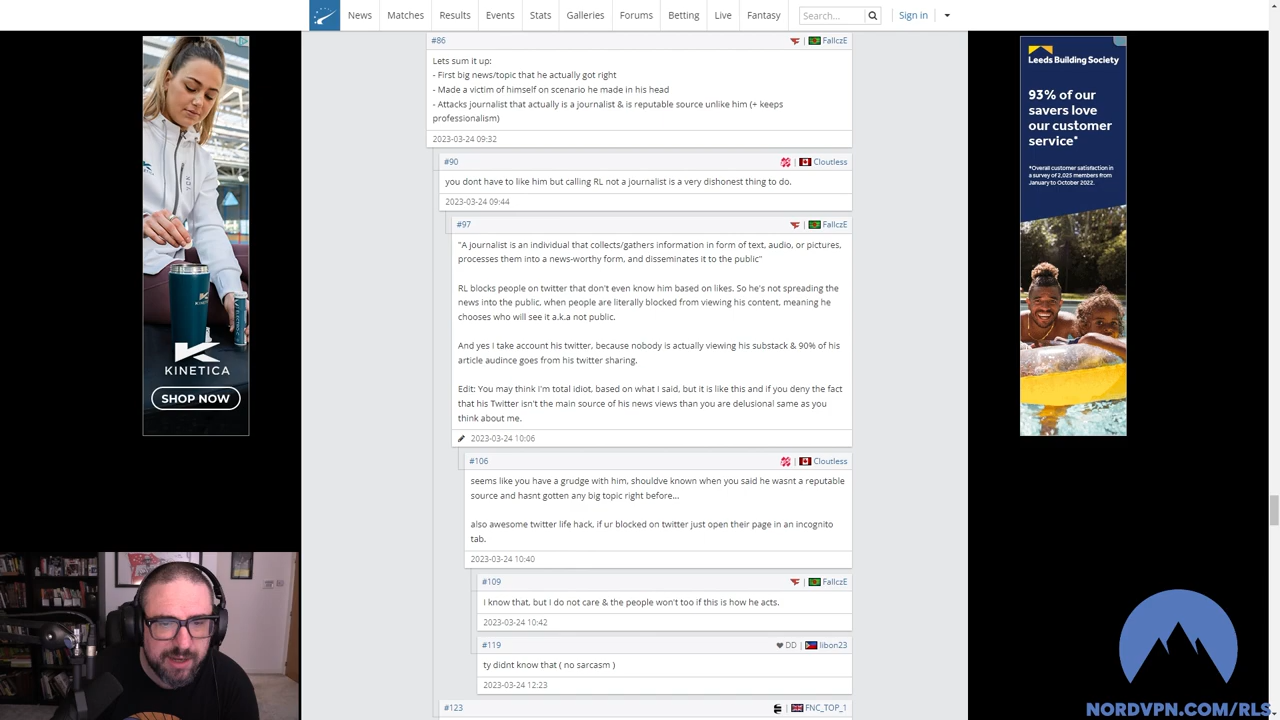 News Matches Results Events Stats Galleries Forums Betting Live Fantasy Search... Sign in
#86 FallczE
Lets sum it up:
- First big news/topic that he actually got right
- Made a victim of himself on scenario he made in his head
- Attacks journalist that actually is a journalist & is reputable source unlike him (+ keeps
professionalism)
2023-03-24 09:32
#90 Cloutless
you dont have to like him but calling RL not a journalist is a very dishonest thing to do.
2023-03-24 09:44
#97 FallczE
"A journalist is an individual that collects/gathers information in form of text, audio, or pictures,
processes them into a news-worthy form, and disseminates it to the public"
RL blocks people on twitter that don't even know him based on likes. So he's not spreading the
news into the public, when people are literally blocked from viewing his content, meaning he
chooses who will see it a.k.a not public.
And yes I take account his twitter, because nobody is actually viewing his substack & 90% of his
article audince goes from his twitter sharing.
Edit: You may think I'm total idiot, based on what I said, but it is like this and if you deny the fact
that his Twitter isn't the main source of his news views than you are delusional same as you
think about me.
2023-03-24 10:06
#106 Cloutless
seems like you have a grudge with him, shouldve known when you said he wasnt a reputable
source and hasnt gotten any big topic right before...
also awesome twitter life hack, if ur blocked on twitter just open their page in an incognito
tab.
2023-03-24 10:40
#109 FallczE
I know that, but I do not care & the people won't too if this is how he acts.
2023-03-24 10:42
#119 DD | libon23
ty didnt know that ( no sarcasm )
2023-03-24 12:23
#123 FNC_TOP_1
KINETICA
SHOP NOW
Leeds Building Society
93% of our
savers love
our customer
service*
*Overall customer satisfaction in
a survey of 2,025 members from
January to October 2022.
NORDVPN.COM/RLS